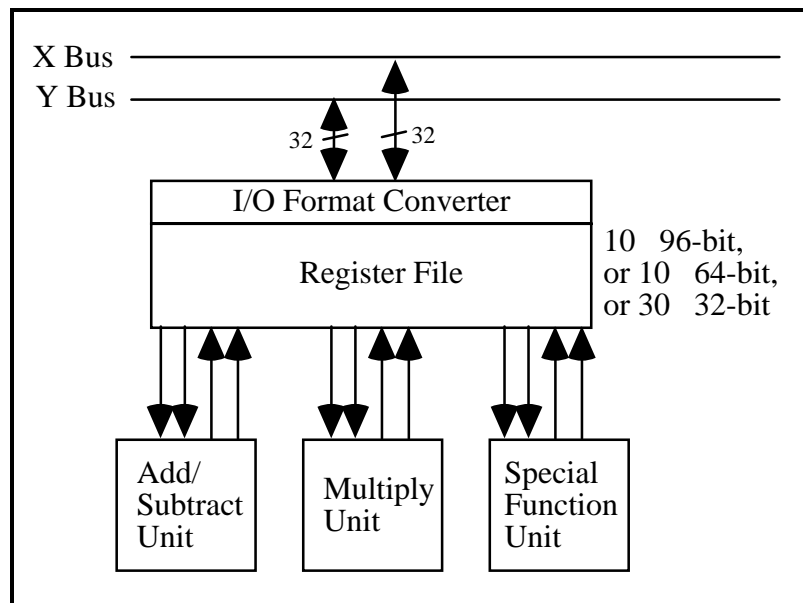 X Bus
Y Bus
32
32
I/O Format Converter
Register File
10 96-bit,
or 10 64-bit,
or 30 32-bit
Add/
Subtract
Unit
Multiply
Unit
Special
Function
Unit